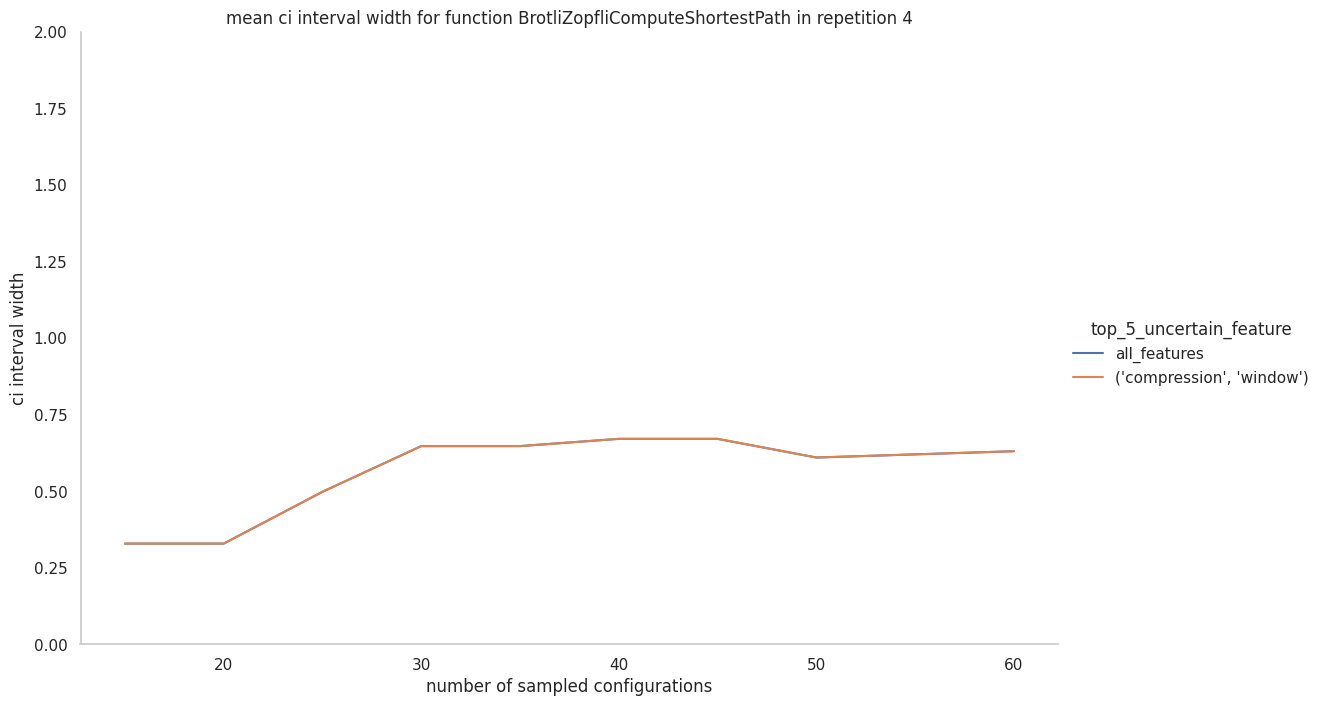 mean ci interval width for function BrotliZopfliComputeShortestPath in repetition 4
2.00
1.75
1.50
1.25
1.00
0.75
0.50
0.25
0.00
ci interval width
20
30
40
50
60
number of sampled configurations
top_5_uncertain_feature
all_features
('compression', 'window')